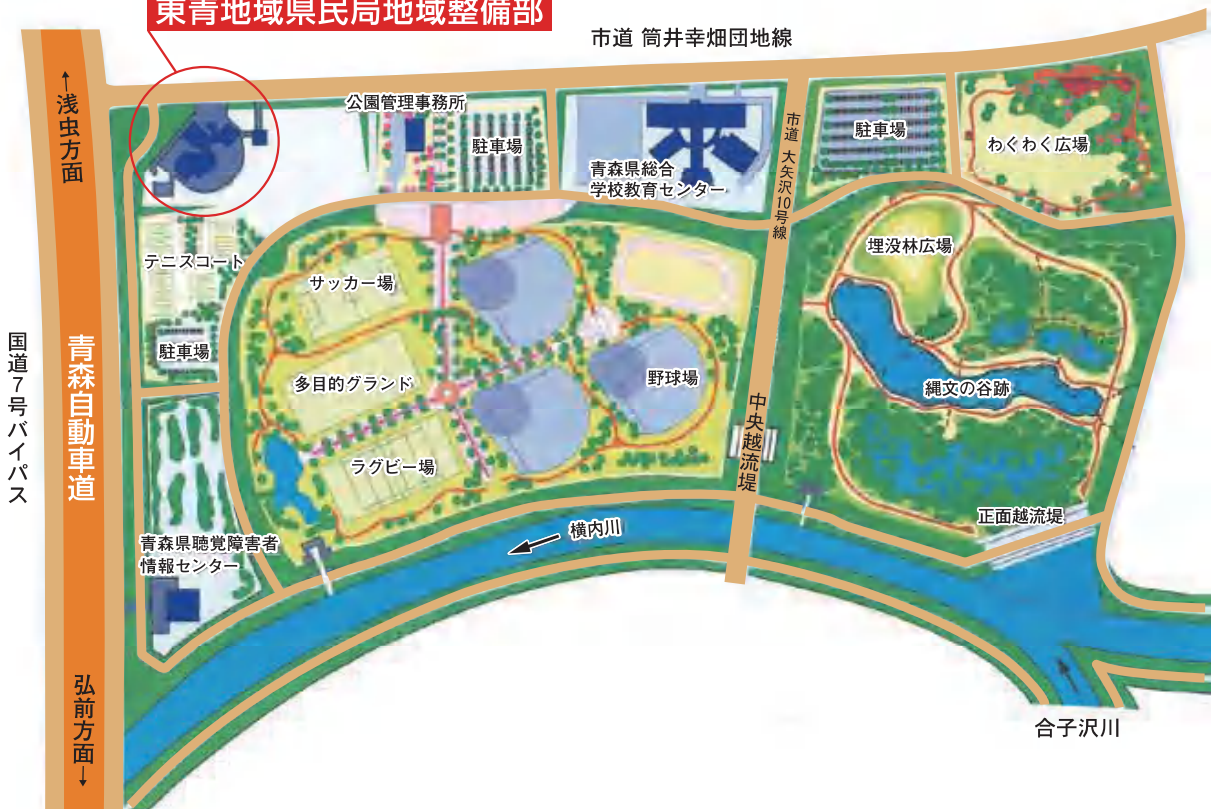 東青地域県民局地域整備部
市道 筒井幸畑団地線
←浅虫方面
公園管理事務所
駐車場
青森県総合
学校教育センター
市道 大矢沢10号線
駐車場
わくわく広場
テニスコート
サッカー場
埋没林広場
国道7号バイパス
青森自動車道
駐車場
多目的グランド
野球場
縄文の谷跡
中央越流堤
ラグビー場
正面越流堤
横内川
青森県聴覚障害者
情報センター
弘前方面→
合子沢川